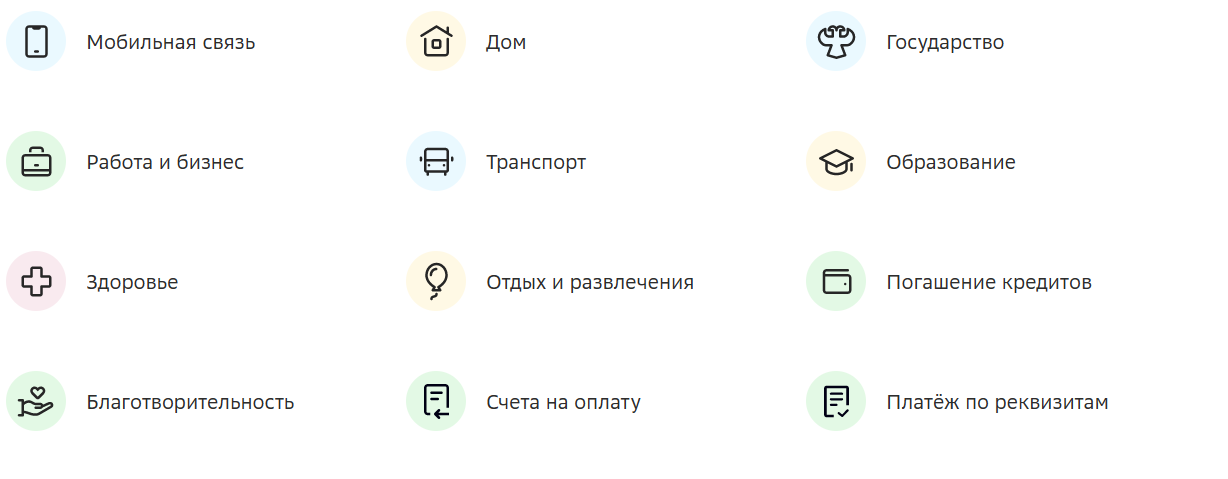 Мобильная связь
Дом
Государство
Работа и бизнес
Транспорт
Образование
Здоровье
Отдых и развлечения
Погашение кредитов
Благотворительность
Счета на оплату
Платёж по реквизитам